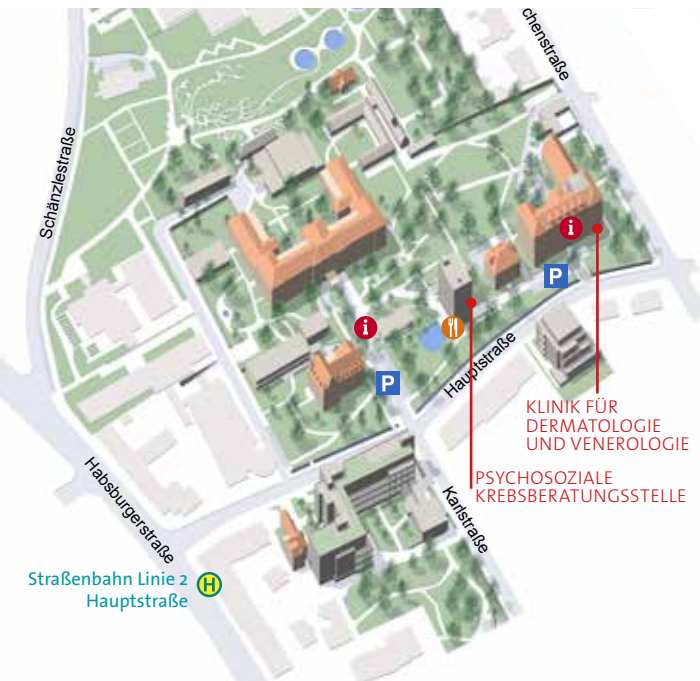 chenstraße
Schänzlestraße
i
P
i
P
Hauptstraße
KLINIK FÜR
DERMATOLOGIE
UND VENEROLOGIE
PSYCHOSOZIALE
KREBSBERATUNGSSTELLE
Habsburgerstraße
Karlstraße
Straßenbahn Linie 2
Hauptstraße
H